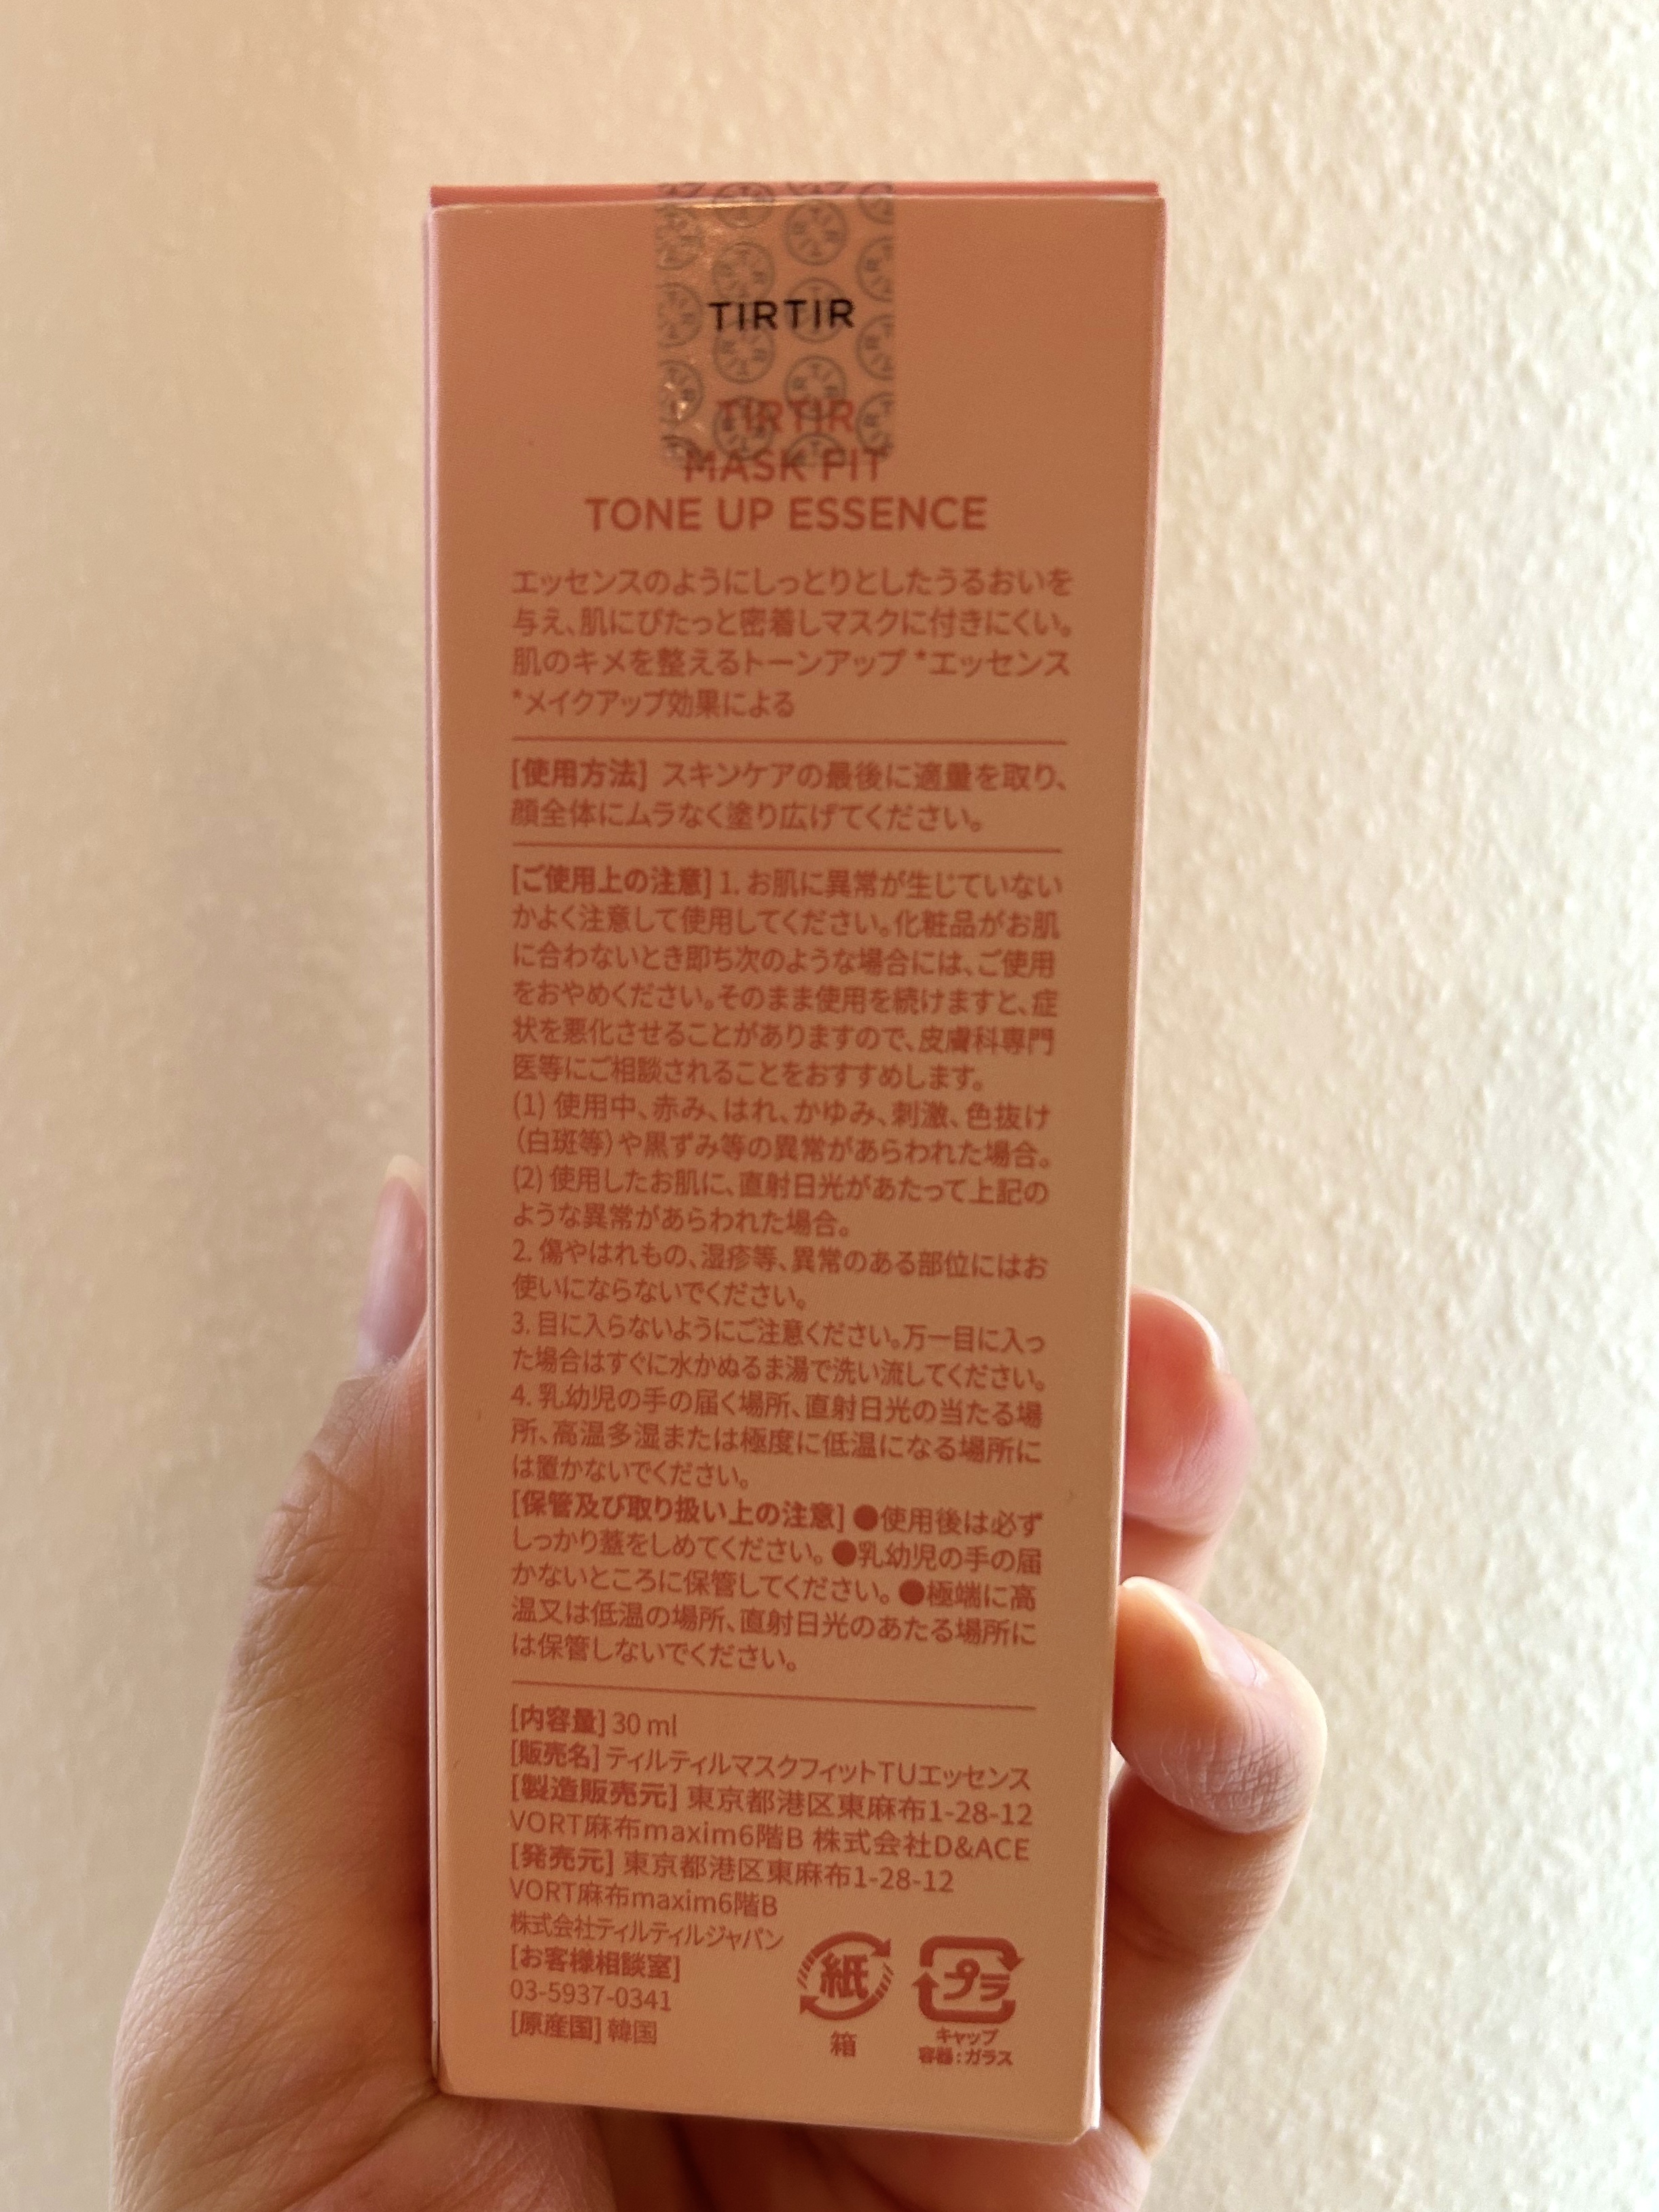 TIRTIR
TIRTIR
MASK FIT
TONE UP ESSENCE
エッセンスのようにしっとりとしたうるおいを
与え、肌にぴたっと密着しマスクに付きにくい。
肌のキメを整えるトーンアップ *エッセンス
*メイクアップ効果による
[使用方法] スキンケアの最後に適量を取り、
顔全体にムラなく塗り広げてください。
[ご使用上の注意] 1. お肌に異常が生じていない
かよく注意して使用してください。化粧品がお肌
に合わないとき即ち次のような場合には、ご使用
をおやめください。そのまま使用を続けますと、症
状を悪化させることがありますので、皮膚科専門
医等にご相談されることをおすすめします。
(1) 使用中、赤み、はれ、かゆみ、刺激、色抜け
(白斑等)や黒ずみ等の異常があらわれた場合。
(2) 使用したお肌に、直射日光があたって上記の
ような異常があらわれた場合。
2. 傷やはれもの、湿疹等、異常のある部位にはお
使いにならないでください。
3. 目に入らないようにご注意ください。万一目に入っ
た場合はすぐに水かぬるま湯で洗い流してください。
4. 乳幼児の手の届く場所、直射日光の当たる場
所、高温多湿または極度に低温になる場所に
は置かないでください。
[保管及び取り扱い上の注意] ●使用後は必ず
しっかり蓋をしめてください。●乳幼児の手の届
かないところに保管してください。●極端に高
温又は低温の場所、直射日光のあたる場所に
は保管しないでください。
[内容量] 30 ml
[販売名] ティルティルマスクフィットTUエッセンス
[製造販売元] 東京都港区東麻布1-28-12
VORT麻布maxim6階B 株式会社D&ACE
[発売元] 東京都港区東麻布1-28-12
VORT麻布maxim6階B
株式会社ティルティルジャパン
[お客様相談室]
03-5937-0341
[原産国] 韓国
紙
箱
プラ
キャップ
容器:ガラス